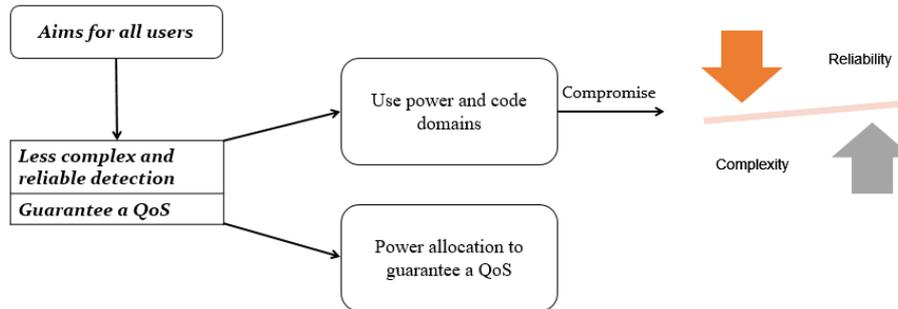 Aims for all users
Less complex and
reliable detection
Guarantee a QoS
Use power and code
domains
Power allocation to
guarantee a QoS
Compromise
Reliability
Complexity